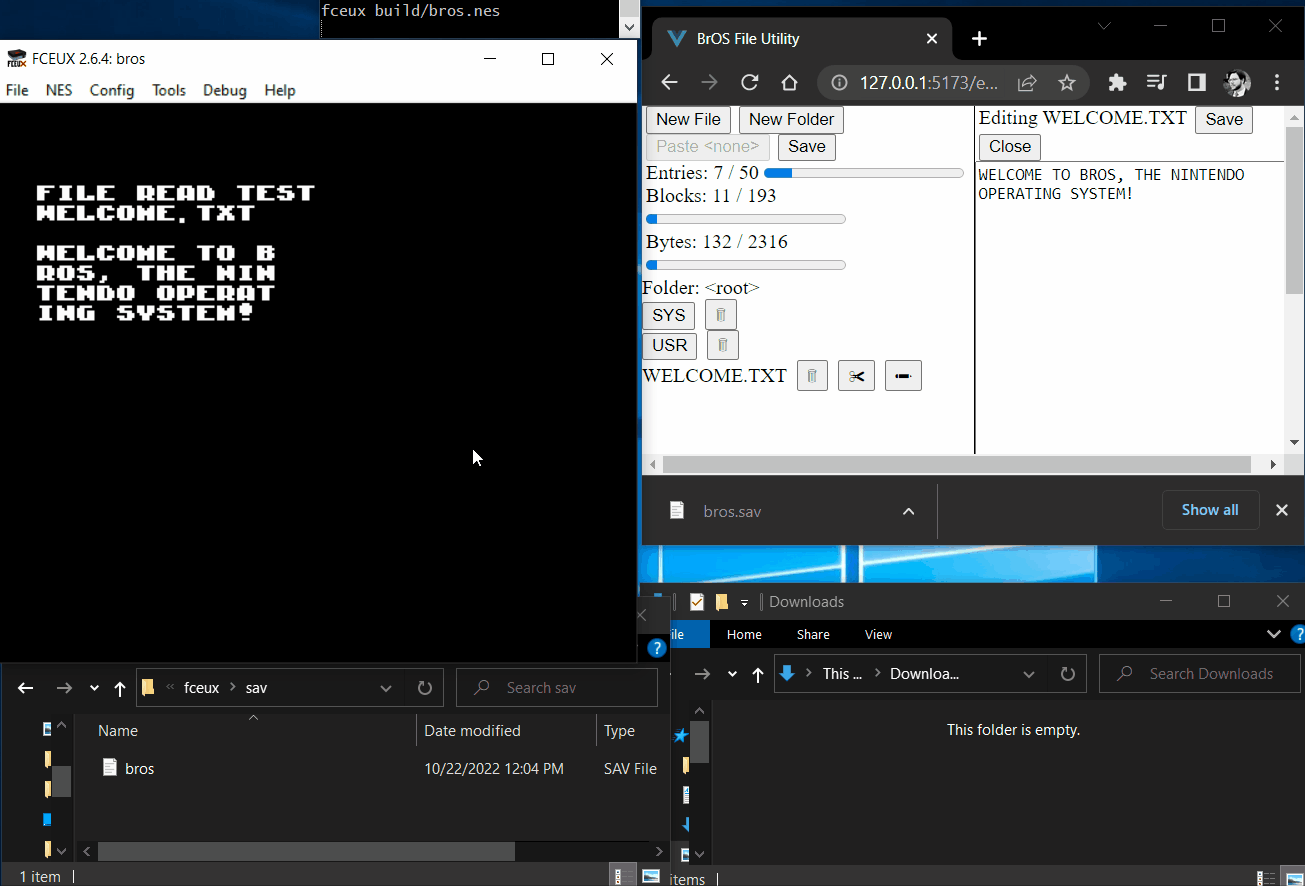 fceux build/bros.nes
FCEUX 2.6.4: bros
File NES Config Tools Debug Help
FILE READ TEST
WELCOME.TXT
WELCOME TO B
ROS, THE NIN
TENDO OPERAT
ING SYSTEM!
BrOS File Utility
127.0.0.1:5173/e...
New File New Folder
Paste <none> Save
Entries: 7 / 50
Blocks: 11 / 193
Bytes: 132 / 2316
Folder: <root>
SYS
USR
WELCOME.TXT
Editing WELCOME.TXT Save
Close
WELCOME TO BROS, THE NINTENDO
OPERATING SYSTEM!
bros.sav
Show all
fceux sav
Search sav
Name Date modified Type
bros 10/22/2022 12:04 PM SAV File
1 item
Downloads
ile Home Share View
This ... Downloa...
Search Downloads
This folder is empty.
items